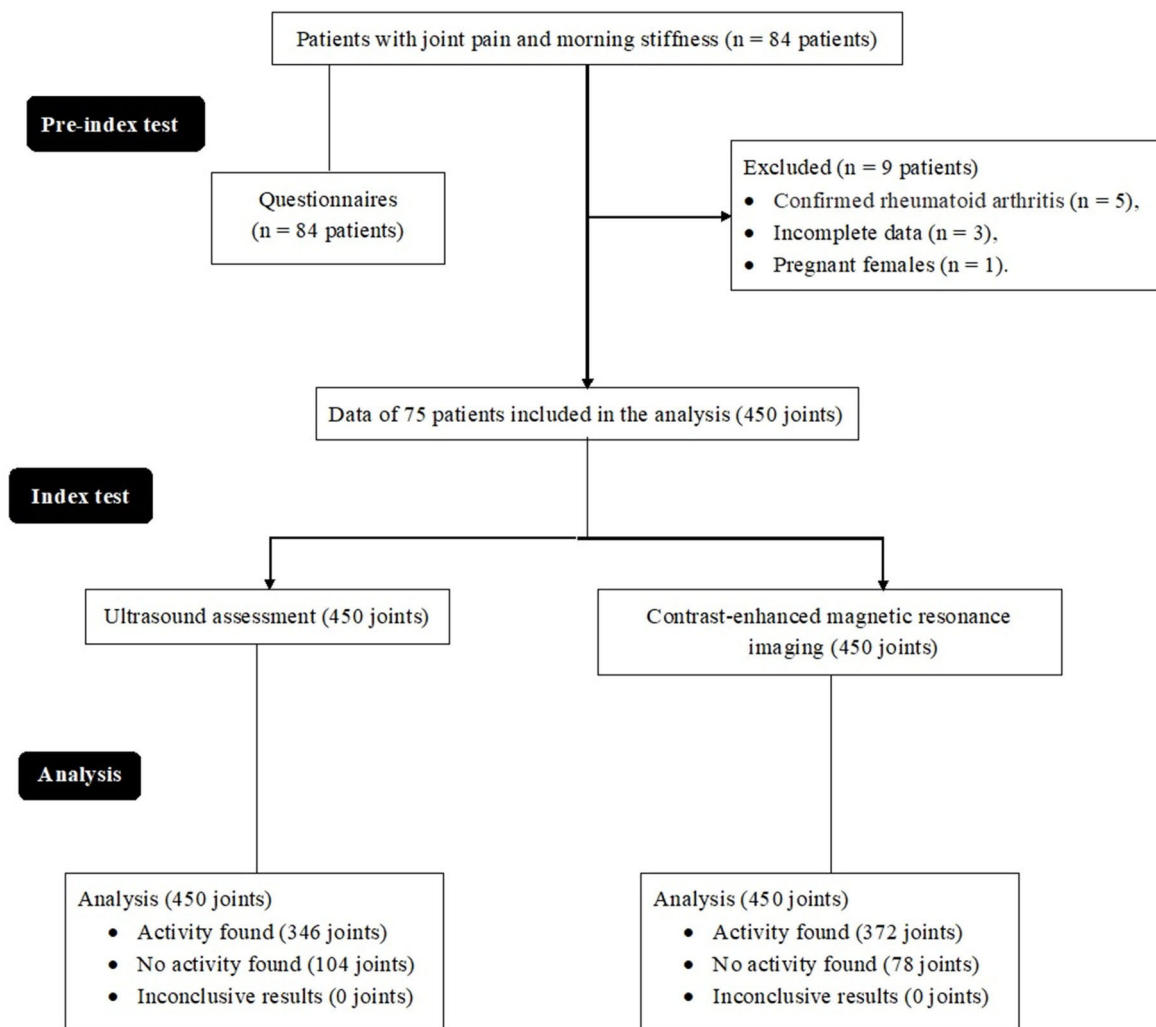 Patients with joint pain and morning stiffness (n = 84 patients)
Pre-index test
Questionnaires
(n = 84 patients)
Excluded (n = 9 patients)
• Confirmed rheumatoid arthritis (n = 5),
• Incomplete data (n = 3),
• Pregnant females (n = 1).
Data of 75 patients included in the analysis (450 joints)
Index test
Ultrasound assessment (450 joints)
Contrast-enhanced magnetic resonance
imaging (450 joints)
Analysis
Analysis (450 joints)
• Activity found (346 joints)
• No activity found (104 joints)
• Inconclusive results (0 joints)
Analysis (450 joints)
• Activity found (372 joints)
• No activity found (78 joints)
• Inconclusive results (0 joints)